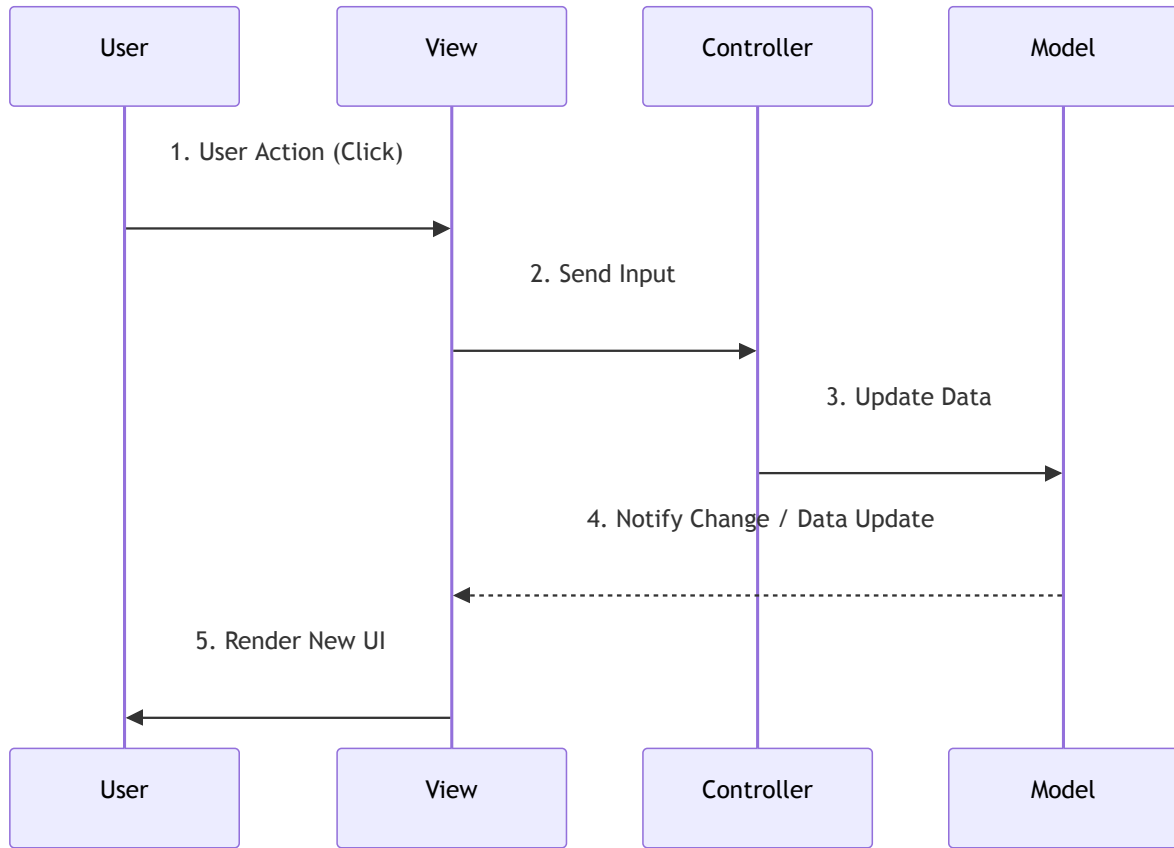 User
View
Controller
Model
1. User Action (Click)
2. Send Input
3. Update Data
4. Notify Change / Data Update
5. Render New UI
User
View
Controller
Model